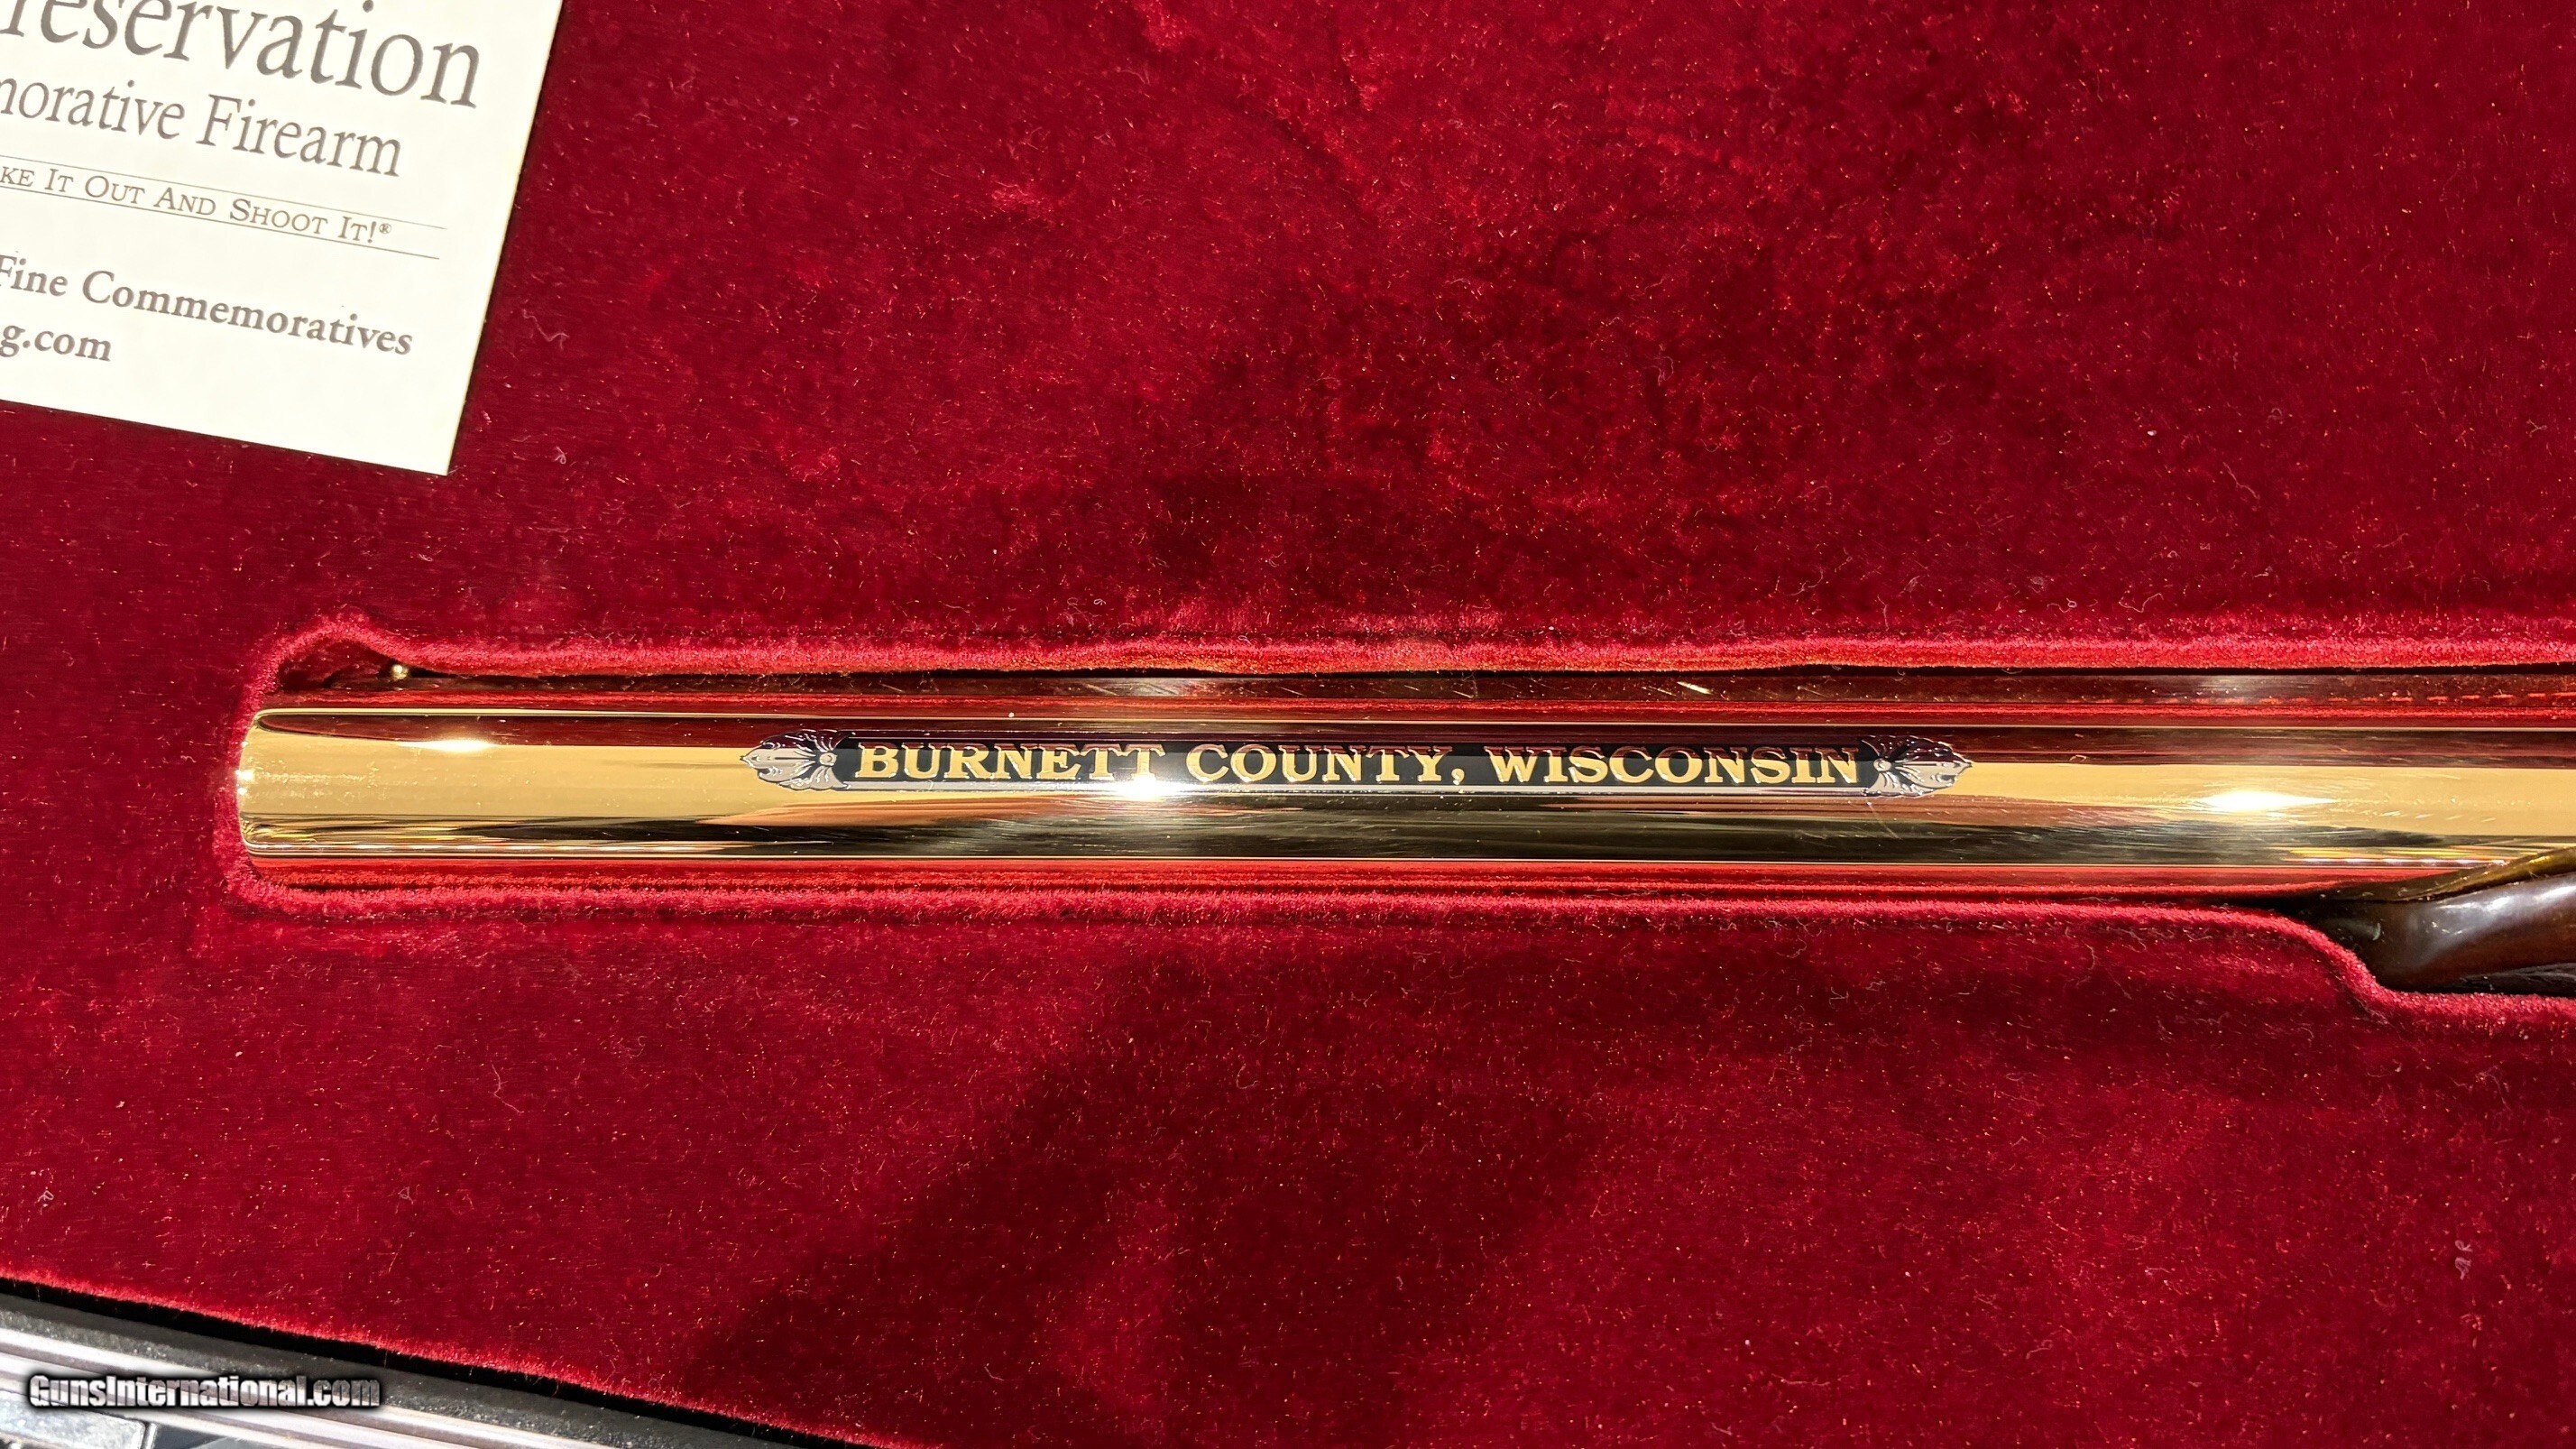 reservation
morative Firearm
KE IT OUT AND SHOOT IT!®
Fine Commemoratives
g.com
BURNETT COUNTY, WISCONSIN
GunsInternational.com